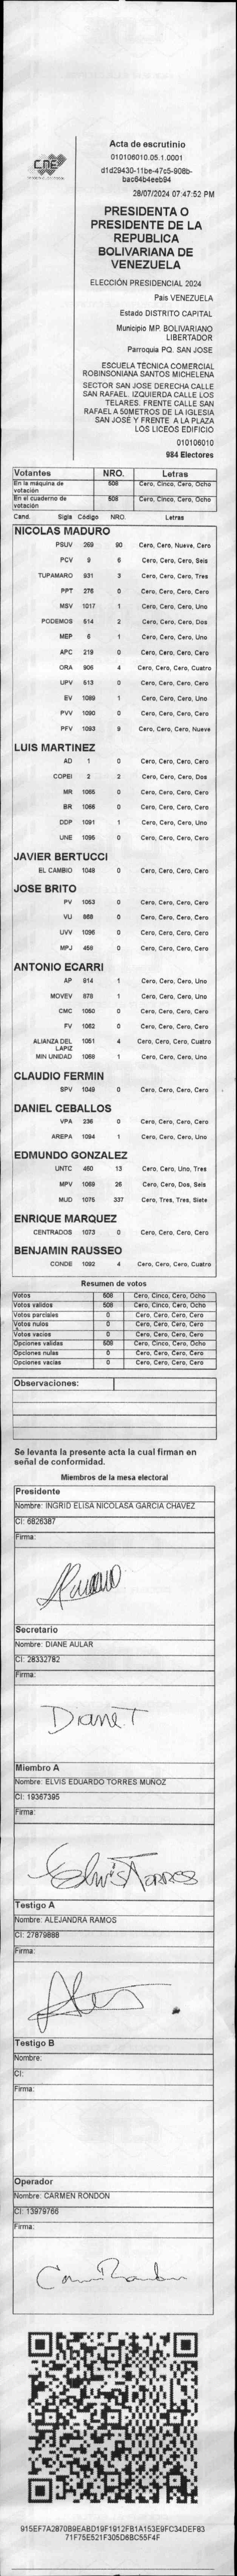 CNE
Acta de escrutinio
010106010.05.1.0001
d1d29430-11be-47c5-908b-
bac64b4eeb94
28/07/2024 07:47:52 PM
PRESIDENTA O
PRESIDENTE DE LA
REPUBLICA
BOLIVARIANA DE
VENEZUELA
ELECCIÓN PRESIDENCIAL 2024
País VENEZUELA
Estado DISTRITO CAPITAL
Municipio MP. BOLIVARIANO
LIBERTADOR
Parroquia PQ. SAN JOSE
ESCUELA TÉCNICA COMERCIAL
ROBINSONIANA SANTOS MICHELENA
SECTOR SAN JOSE DERECHA CALLE
SAN RAFAEL. IZQUIERDA CALLE LOS
TELARES. FRENTE CALLE SAN
RAFAEL A 50METROS DE LA IGLESIA
SAN JOSÉ Y FRENTE A LA PLAZA
LOS LICEOS EDIFICIO
010106010
984 Electores
Votantes NRO. Letras
En la máquina de votación 508 Cero, Cinco, Cero, Ocho
En el cuaderno de votación 508 Cero, Cinco, Cero, Ocho
Cand. Sigla Código NRO. Letras
NICOLAS MADURO
PSUV 269 90 Cero, Cero, Nueve, Cero
PCV 9 6 Cero, Cero, Cero, Seis
TUPAMARO 931 3 Cero, Cero, Cero, Tres
PPT 276 0 Cero, Cero, Cero, Cero
MSV 1017 1 Cero, Cero, Cero, Uno
PODEMOS 514 2 Cero, Cero, Cero, Dos
MEP 6 1 Cero, Cero, Cero, Uno
APC 219 0 Cero, Cero, Cero, Cero
ORA 906 4 Cero, Cero, Cero, Cuatro
UPV 513 0 Cero, Cero, Cero, Cero
EV 1089 1 Cero, Cero, Cero, Uno
PVV 1090 0 Cero, Cero, Cero, Cero
PFV 1093 9 Cero, Cero, Cero, Nueve
LUIS MARTINEZ
AD 1 0 Cero, Cero, Cero, Cero
COPEI 2 2 Cero, Cero, Cero, Dos
MR 1065 0 Cero, Cero, Cero, Cero
BR 1066 0 Cero, Cero, Cero, Cero
DDP 1091 1 Cero, Cero, Cero, Uno
UNE 1095 0 Cero, Cero, Cero, Cero
JAVIER BERTUCCI
EL CAMBIO 1048 0 Cero, Cero, Cero, Cero
JOSE BRITO
PV 1053 0 Cero, Cero, Cero, Cero
VU 868 0 Cero, Cero, Cero, Cero
UVV 1096 0 Cero, Cero, Cero, Cero
MPJ 458 0 Cero, Cero, Cero, Cero
ANTONIO ECARRI
AP 814 1 Cero, Cero, Cero, Uno
MOVEV 878 1 Cero, Cero, Cero, Uno
CMC 1050 0 Cero, Cero, Cero, Cero
FV 1062 0 Cero, Cero, Cero, Cero
ALIANZA DEL LAPIZ 1051 4 Cero, Cero, Cero, Cuatro
MIN UNIDAD 1068 1 Cero, Cero, Cero, Uno
CLAUDIO FERMIN
SPV 1049 0 Cero, Cero, Cero, Cero
DANIEL CEBALLOS
VPA 236 0 Cero, Cero, Cero, Cero
AREPA 1094 1 Cero, Cero, Cero, Uno
EDMUNDO GONZALEZ
UNTC 460 13 Cero, Cero, Uno, Tres
MPV 1069 26 Cero, Cero, Dos, Seis
MUD 1075 337 Cero, Tres, Tres, Siete
ENRIQUE MARQUEZ
CENTRADOS 1073 0 Cero, Cero, Cero, Cero
BENJAMIN RAUSSEO
CONDE 1092 4 Cero, Cero, Cero, Cuatro
Resumen de votos
Votos 508 Cero, Cinco, Cero, Ocho
Votos validos 508 Cero, Cinco, Cero, Ocho
Votos parciales 0 Cero, Cero, Cero, Cero
Votos nulos 0 Cero, Cero, Cero, Cero
Votos vacios 0 Cero, Cero, Cero, Cero
Opciones validas 508 Cero, Cinco, Cero, Ocho
Opciones nulas 0 Cero, Cero, Cero, Cero
Opciones vacias 0 Cero, Cero, Cero, Cero
Observaciones:
Se levanta la presente acta la cual firman en
señal de conformidad.
Miembros de la mesa electoral
Presidente
Nombre: INGRID ELISA NICOLASA GARCIA CHAVEZ
CI: 6826387
Firma:
Secretario
Nombre: DIANE AULAR
CI: 28332782
Firma:
Diane T
Miembro A
Nombre: ELVIS EDUARDO TORRES MUÑOZ
CI: 19367395
Firma:
Elvis Torres
Testigo A
Nombre: ALEJANDRA RAMOS
CI: 27879888
Firma:
Testigo B
Nombre:
CI:
Firma:
Operador
Nombre: CARMEN RONDON
CI: 13979766
Firma:
915EF7A2870B9EABD19F1912FB1A153E9FC34DEF83
71F75E521F305D6BC55F4F